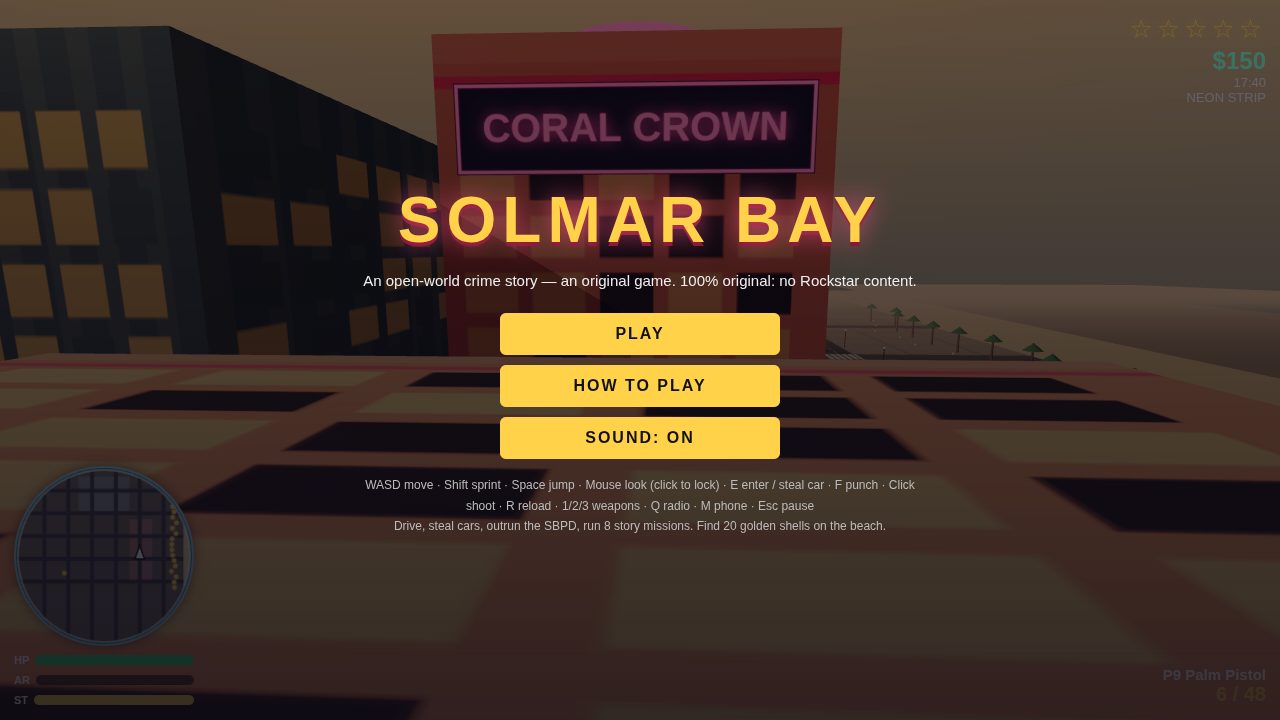 ☆☆☆☆☆
$150
17:40
NEON STRIP
CORAL CROWN
SOLMAR BAY
An open-world crime story — an original game. 100% original: no Rockstar content.
PLAY
HOW TO PLAY
SOUND: ON
WASD move · Shift sprint · Space jump · Mouse look (click to lock) · E enter / steal car · F punch · Click
shoot · R reload · 1/2/3 weapons · Q radio · M phone · Esc pause
Drive, steal cars, outrun the SBPD, run 8 story missions. Find 20 golden shells on the beach.
HP
AR
ST
P9 Palm Pistol
6 / 48